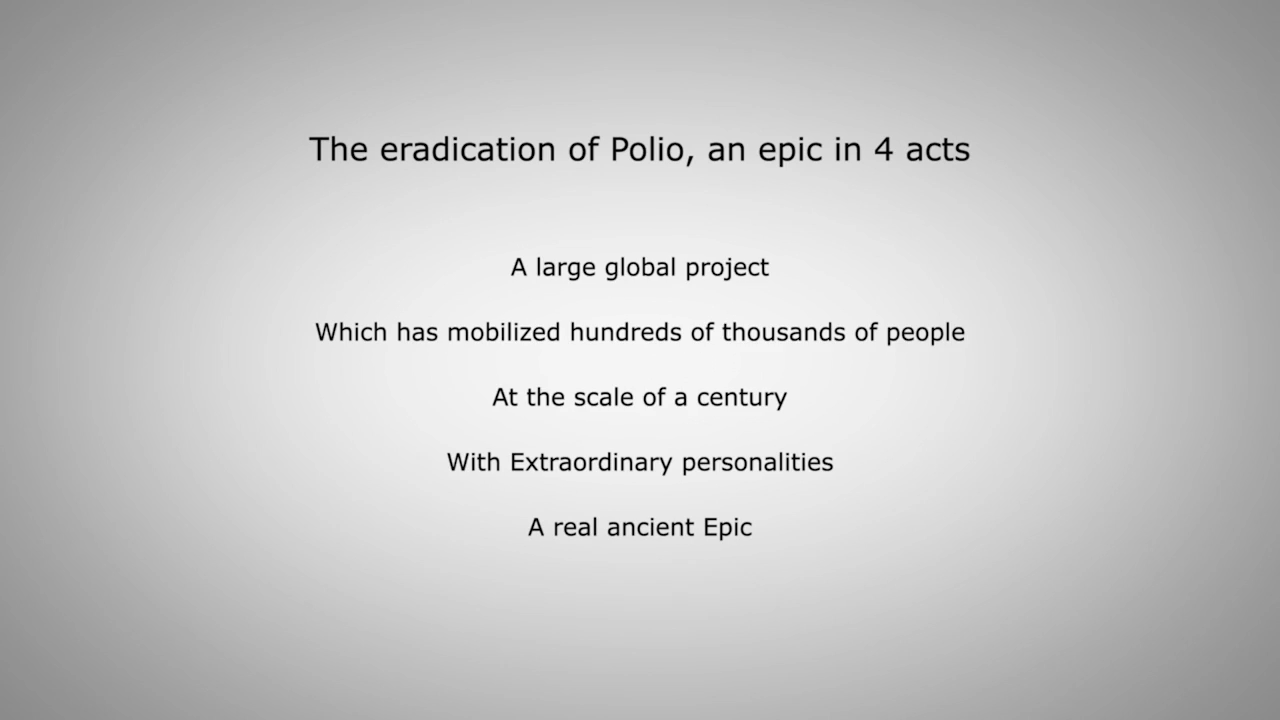 The eradication of Polio, an epic in 4 acts
A large global project
Which has mobilized hundreds of thousands of people
At the scale of a century
With Extraordinary personalities
A real ancient Epic